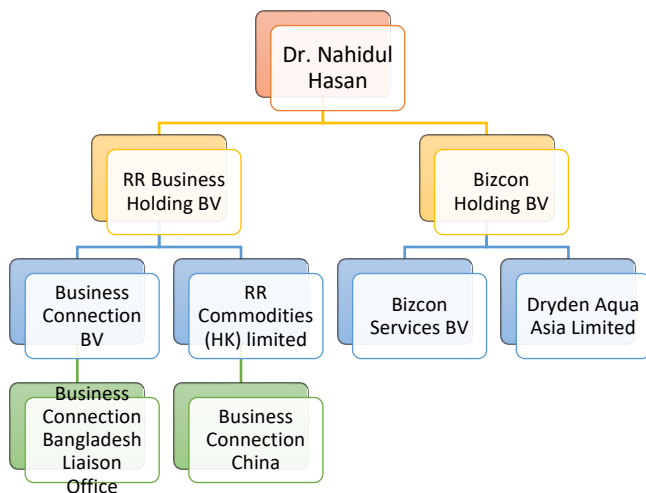 Dr. Nahidul
Hasan
RR Business
Holding BV
Bizcon
Holding BV
Business
Connection
BV
RR
Commodities
(HK) limited
Bizcon
Services BV
Dryden Aqua
Asia Limited
Business
Connection
Bangladesh
Liaison
Office
Business
Connection
China